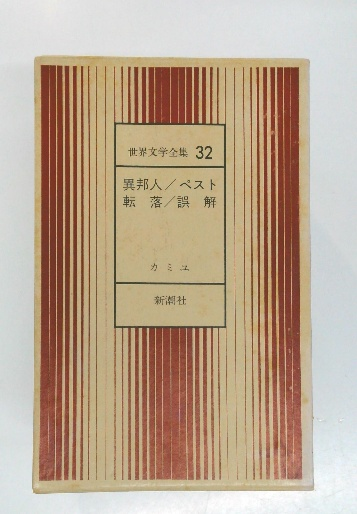 世界文学全集 32
異邦人／ペスト
転 落／誤 解
カミユ
新潮社